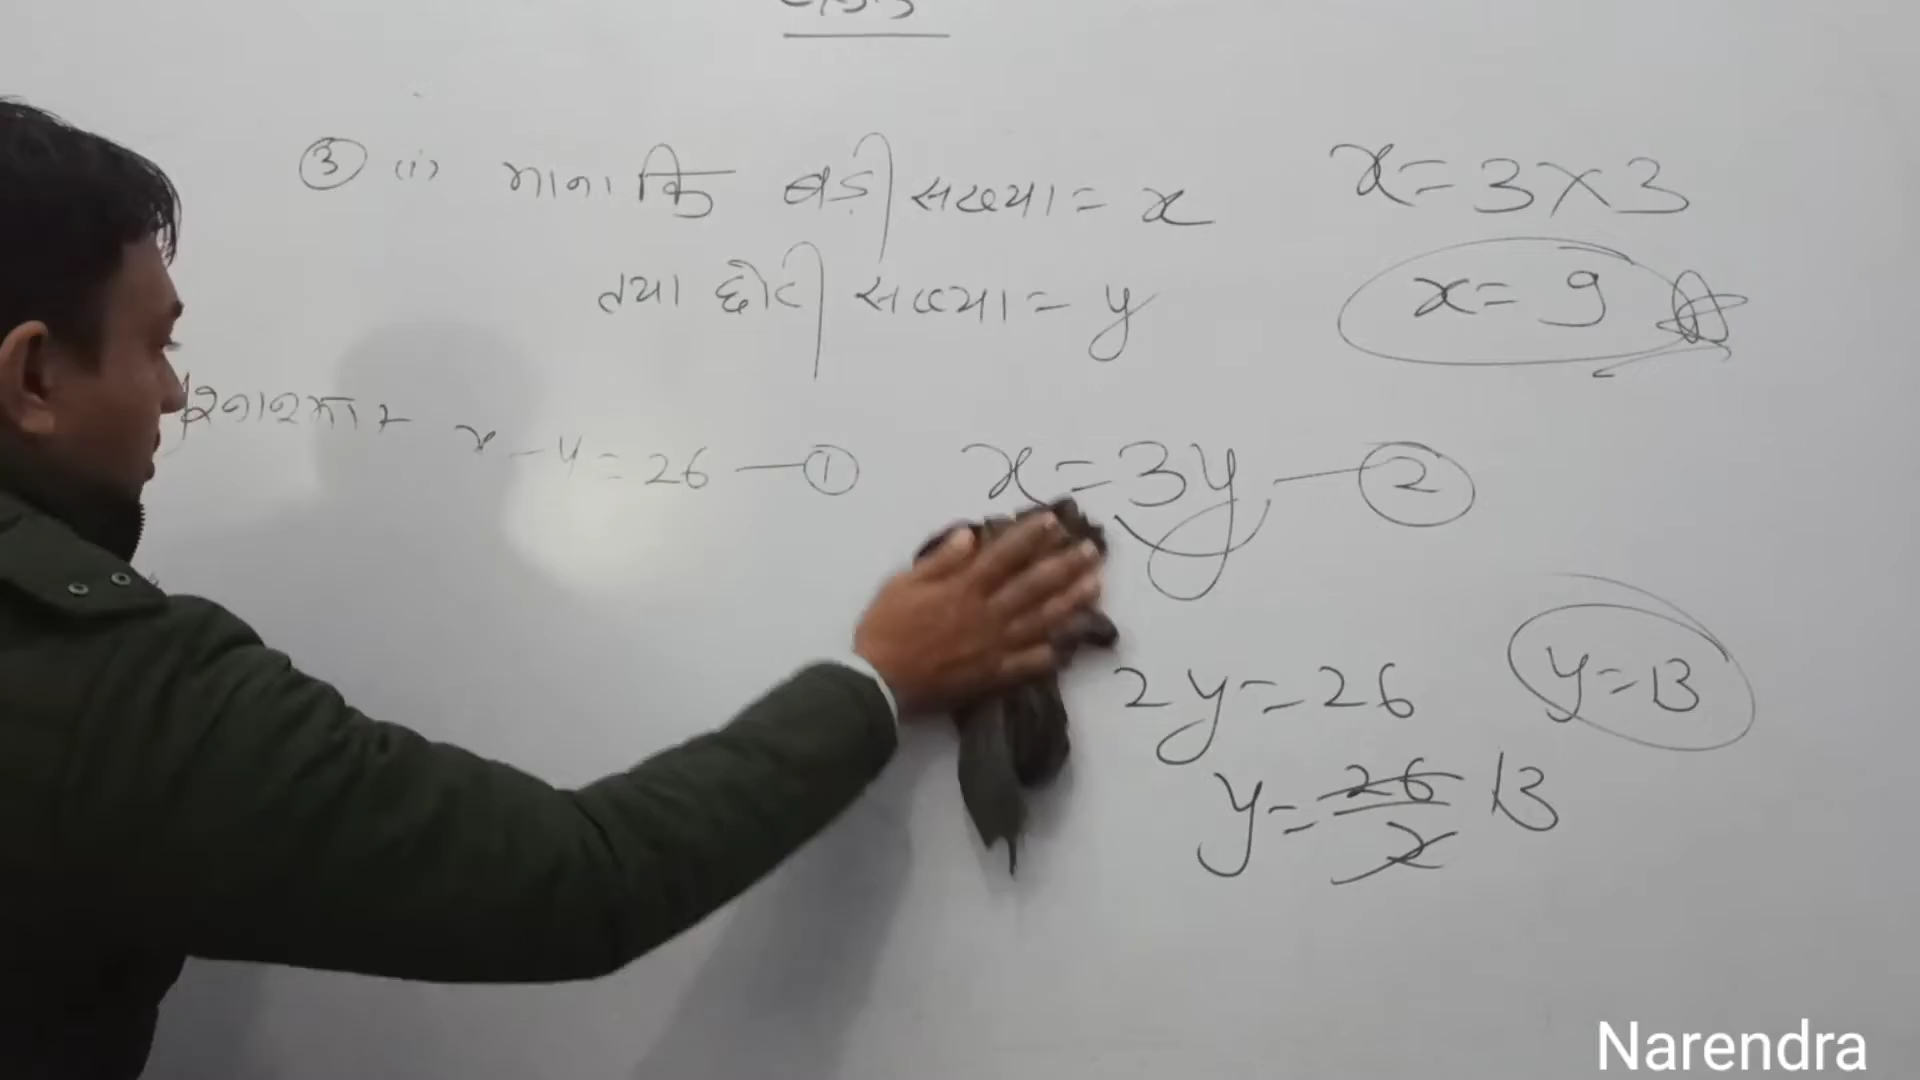 ③ (i) माना कि बड़ी संख्या = x
तथा छोटी संख्या = y
x - y = 26 — ①
x = 3y — ②
2y = 26
y = 26/2 13
y = 13
x = 3×3
x = 9
Narendra